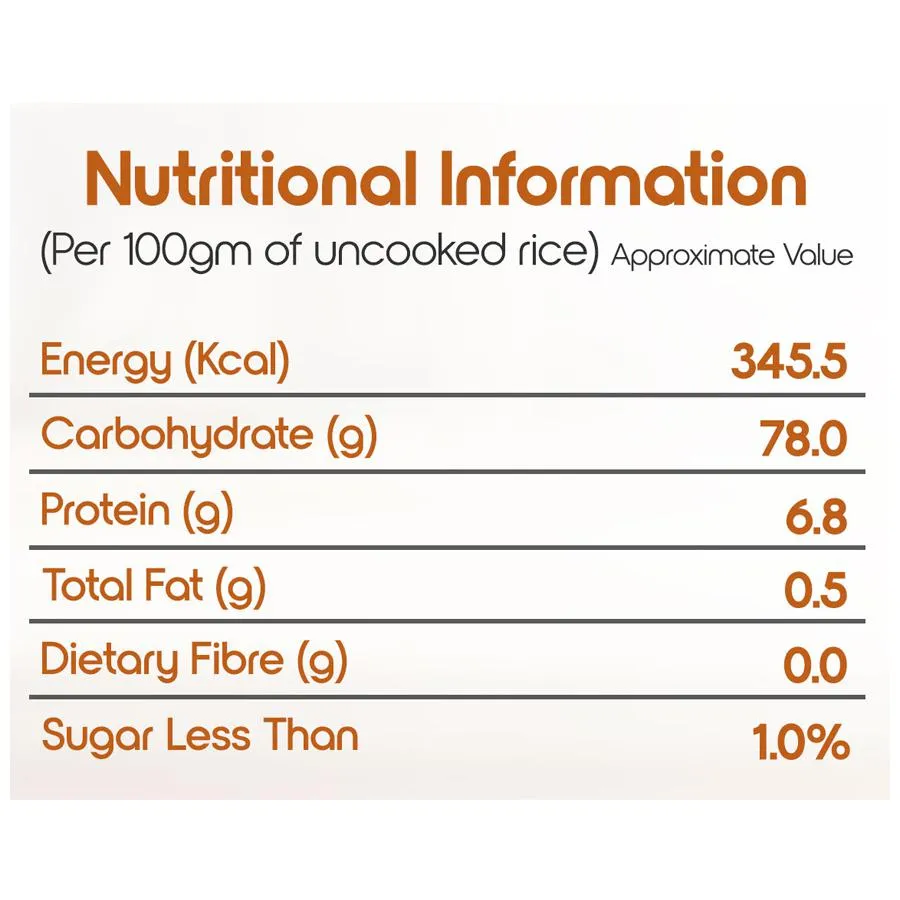 Nutritional Information
(Per 100gm of uncooked rice) Approximate Value
Energy (Kcal) 345.5
Carbohydrate (g) 78.0
Protein (g) 6.8
Total Fat (g) 0.5
Dietary Fibre (g) 0.0
Sugar Less Than 1.0%